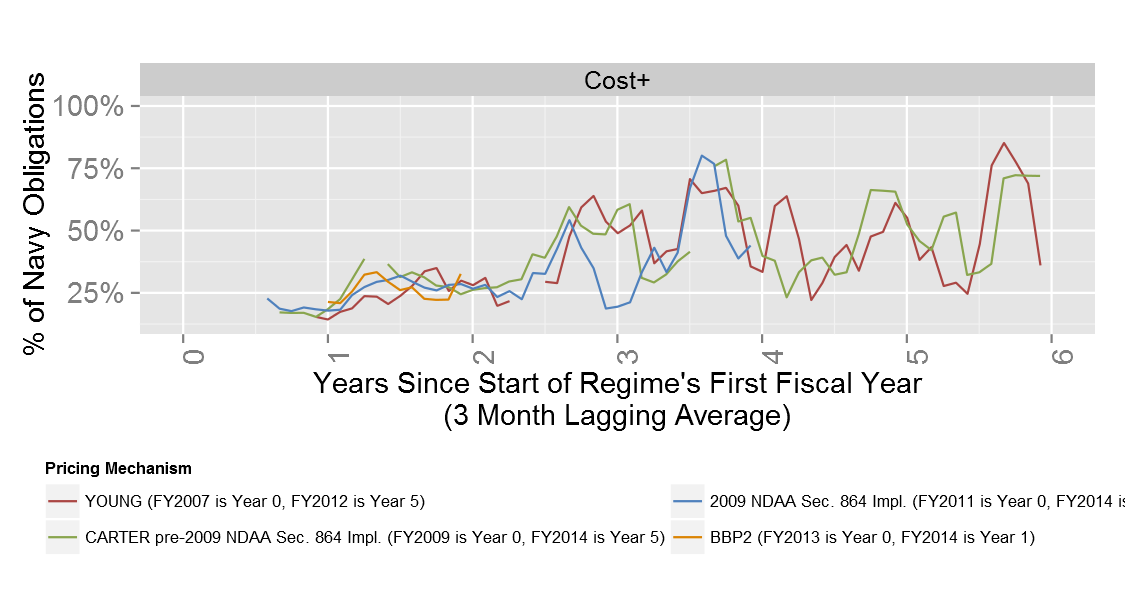 Cost+
% of Navy Obligations
100%
75%
50%
25%
0
1
2
3
4
5
6
Years Since Start of Regime's First Fiscal Year
(3 Month Lagging Average)
Pricing Mechanism
YOUNG (FY2007 is Year 0, FY2012 is Year 5)
2009 NDAA Sec. 864 Impl. (FY2011 is Year 0, FY2014 is
CARTER pre-2009 NDAA Sec. 864 Impl. (FY2009 is Year 0, FY2014 is Year 5)
BBP2 (FY2013 is Year 0, FY2014 is Year 1)